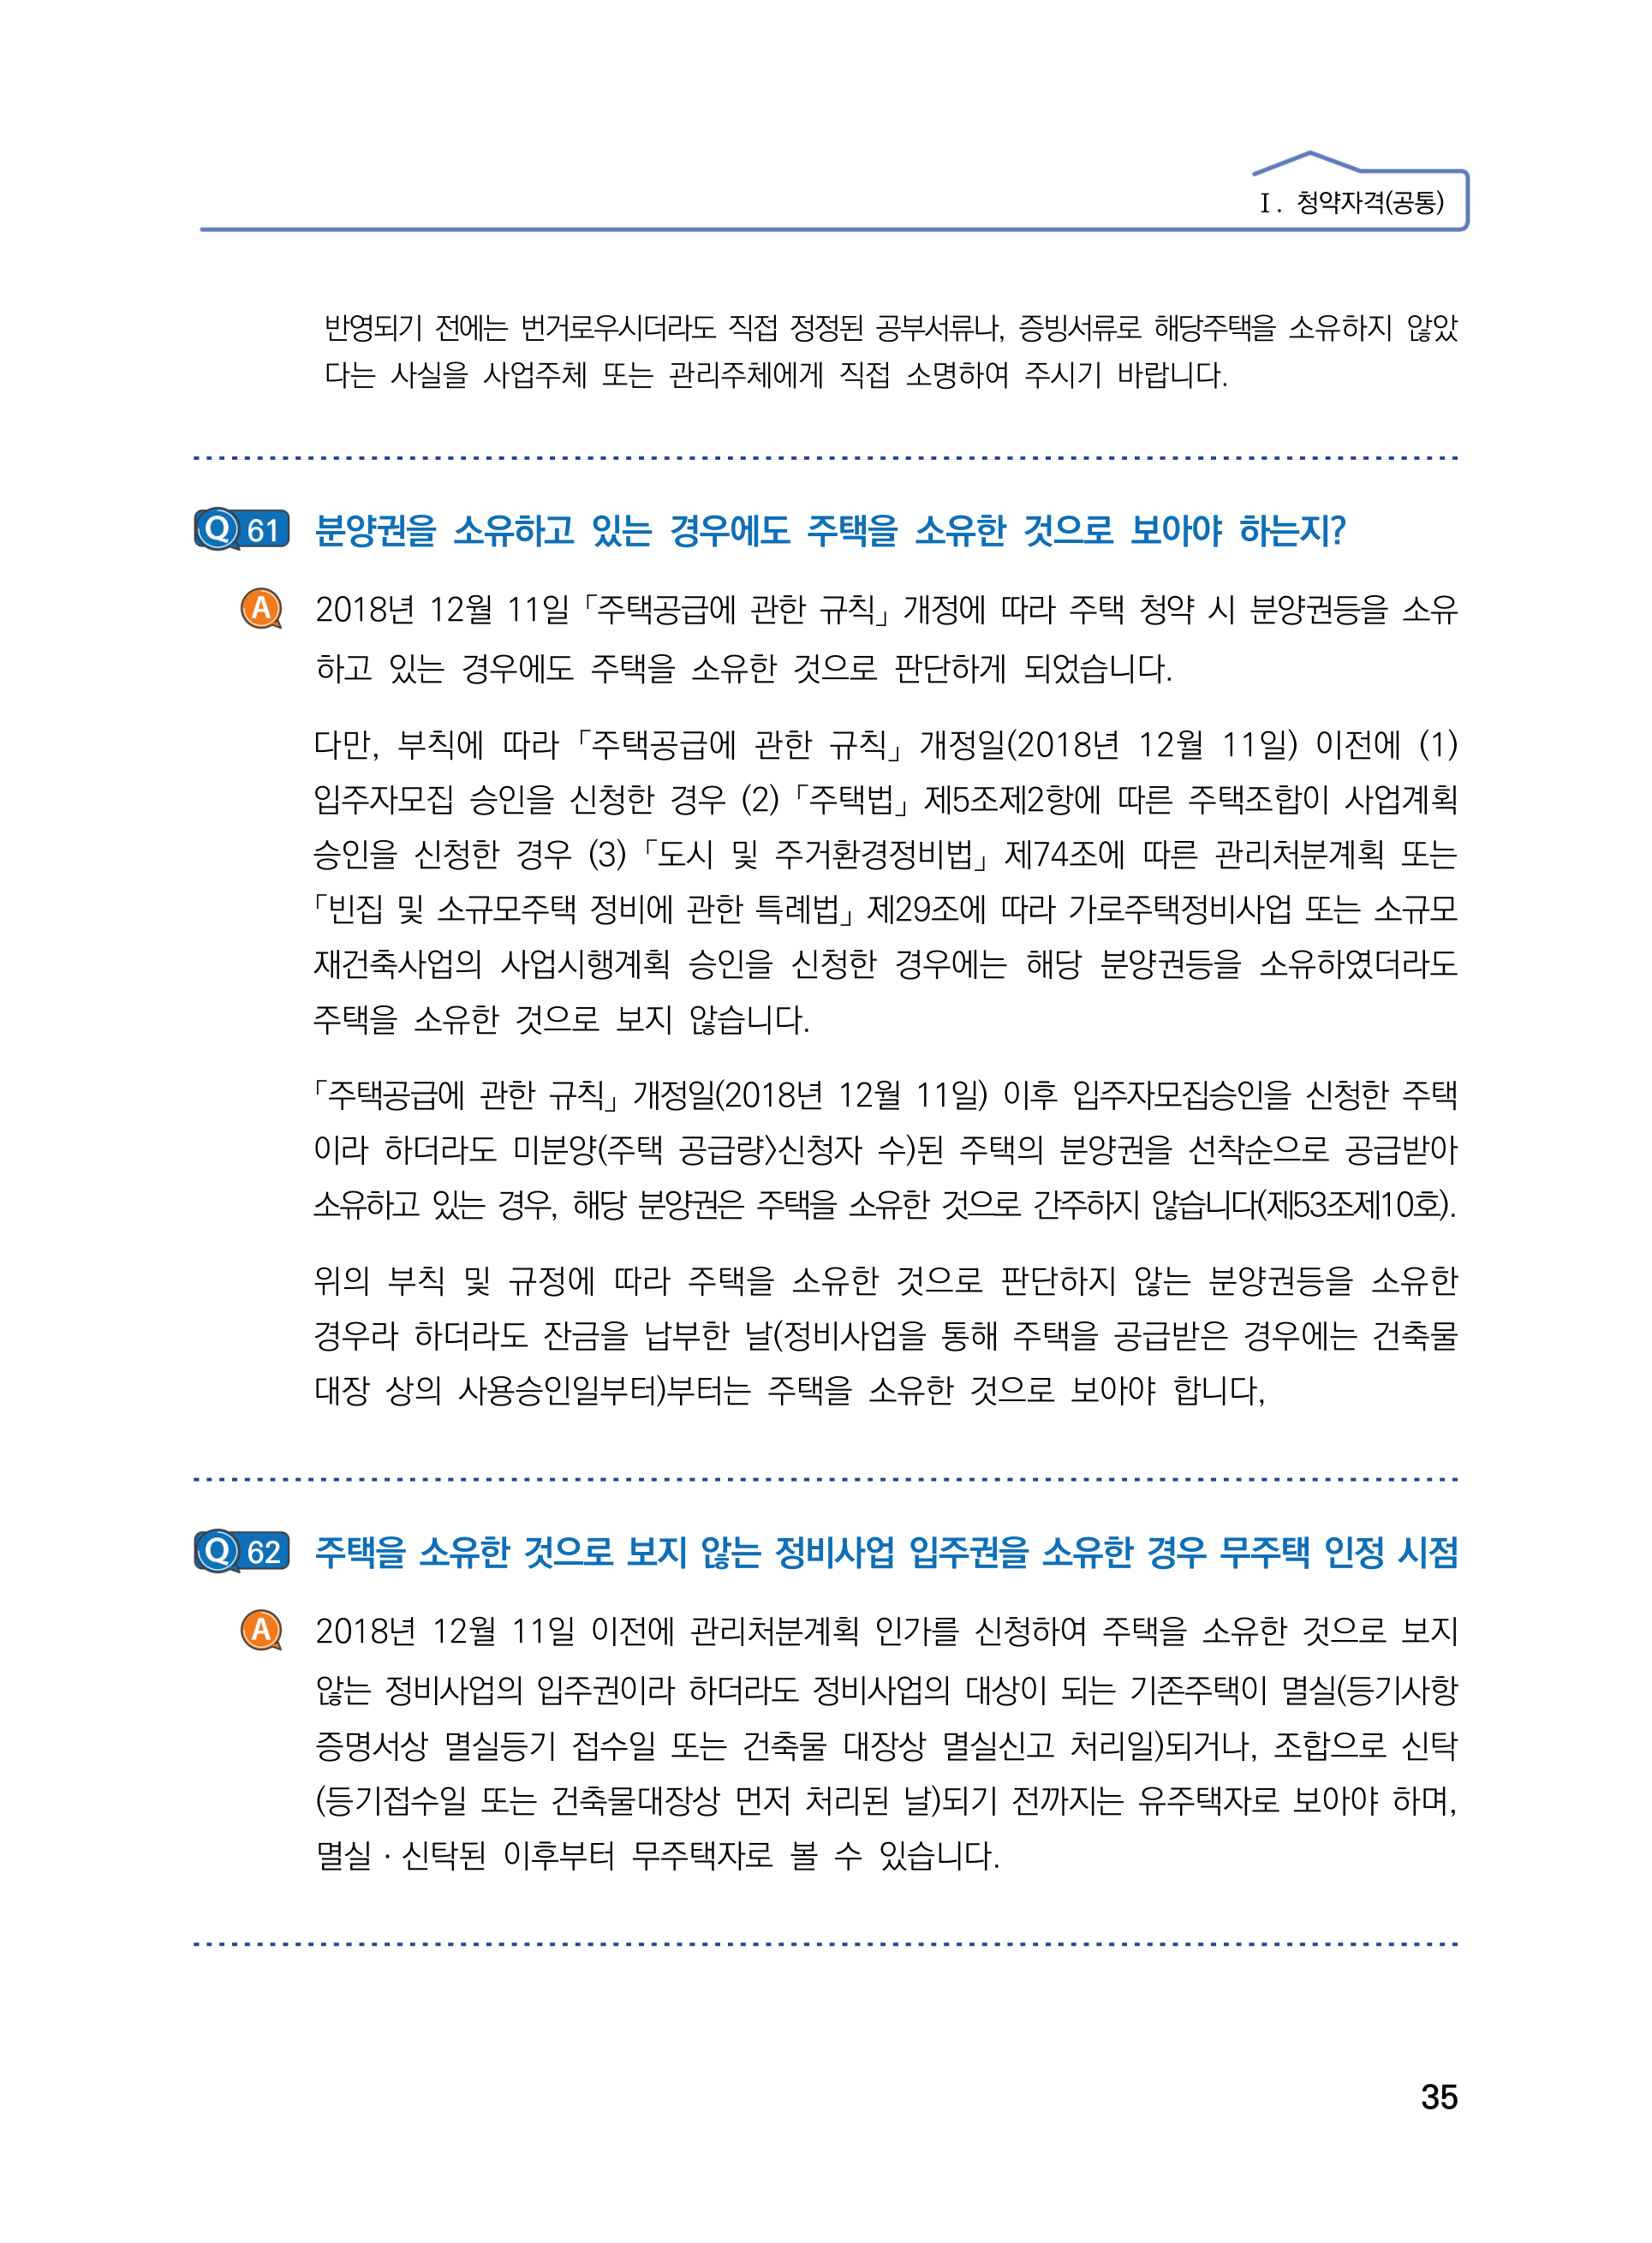 Ⅰ. 청약자격(공통)
반영되기 전에는 번거로우시더라도 직접 정정된 공부서류나, 증빙서류로 해당주택을 소유하지 않았
다는 사실을 사업주체 또는 관리주체에게 직접 소명하여 주시기 바랍니다.
Q 61 분양권을 소유하고 있는 경우에도 주택을 소유한 것으로 보아야 하는지?
A 2018년 12월 11일 「주택공급에 관한 규칙」 개정에 따라 주택 청약 시 분양권등을 소유
하고 있는 경우에도 주택을 소유한 것으로 판단하게 되었습니다.
다만, 부칙에 따라 「주택공급에 관한 규칙」 개정일(2018년 12월 11일) 이전에 (1)
입주자모집 승인을 신청한 경우 (2) 「주택법」 제5조제2항에 따른 주택조합이 사업계획
승인을 신청한 경우 (3) 「도시 및 주거환경정비법」 제74조에 따른 관리처분계획 또는
「빈집 및 소규모주택 정비에 관한 특례법」 제29조에 따라 가로주택정비사업 또는 소규모
재건축사업의 사업시행계획 승인을 신청한 경우에는 해당 분양권등을 소유하였더라도
주택을 소유한 것으로 보지 않습니다.
「주택공급에 관한 규칙」 개정일(2018년 12월 11일) 이후 입주자모집승인을 신청한 주택
이라 하더라도 미분양(주택 공급량〉신청자 수)된 주택의 분양권을 선착순으로 공급받아
소유하고 있는 경우, 해당 분양권은 주택을 소유한 것으로 간주하지 않습니다(제53조제10호).
위의 부칙 및 규정에 따라 주택을 소유한 것으로 판단하지 않는 분양권등을 소유한
경우라 하더라도 잔금을 납부한 날(정비사업을 통해 주택을 공급받은 경우에는 건축물
대장 상의 사용승인일부터)부터는 주택을 소유한 것으로 보아야 합니다,
Q 62 주택을 소유한 것으로 보지 않는 정비사업 입주권을 소유한 경우 무주택 인정 시점
A 2018년 12월 11일 이전에 관리처분계획 인가를 신청하여 주택을 소유한 것으로 보지
않는 정비사업의 입주권이라 하더라도 정비사업의 대상이 되는 기존주택이 멸실(등기사항
증명서상 멸실등기 접수일 또는 건축물 대장상 멸실신고 처리일)되거나, 조합으로 신탁
(등기접수일 또는 건축물대장상 먼저 처리된 날)되기 전까지는 유주택자로 보아야 하며,
멸실 · 신탁된 이후부터 무주택자로 볼 수 있습니다.
35